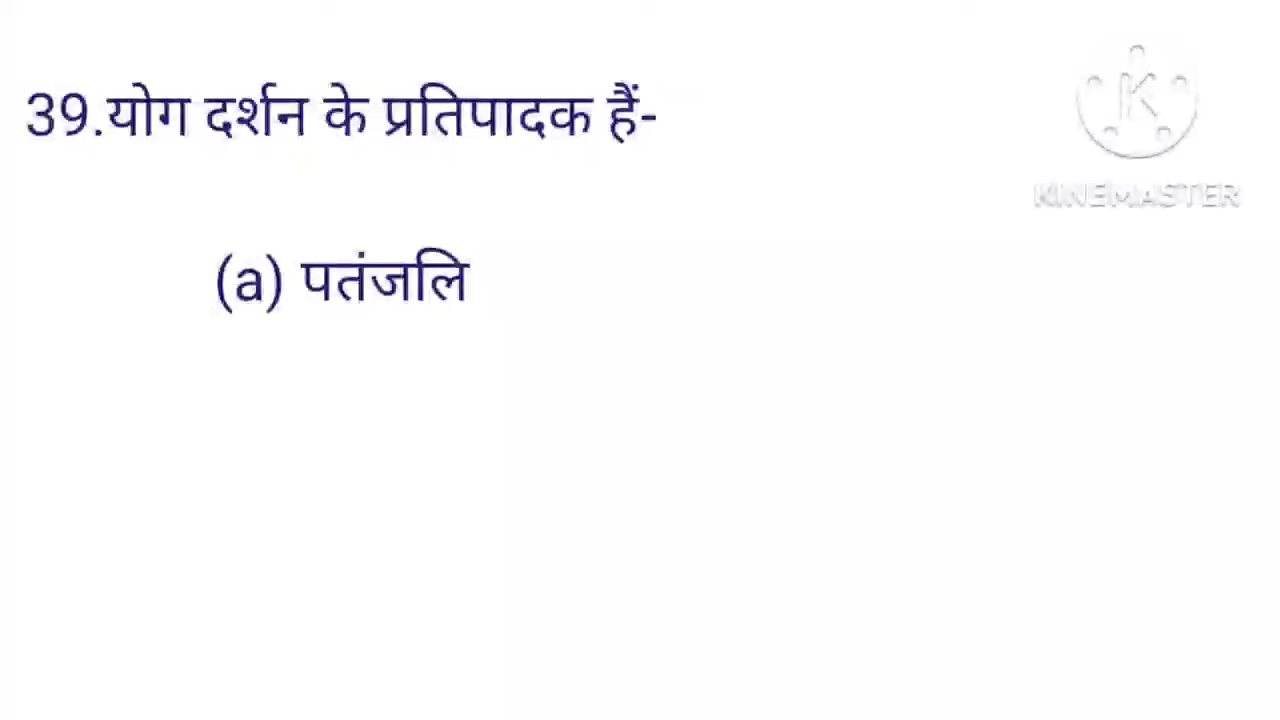 39.योग दर्शन के प्रतिपादक हैं-
(a) पतंजलि
KINEMASTER